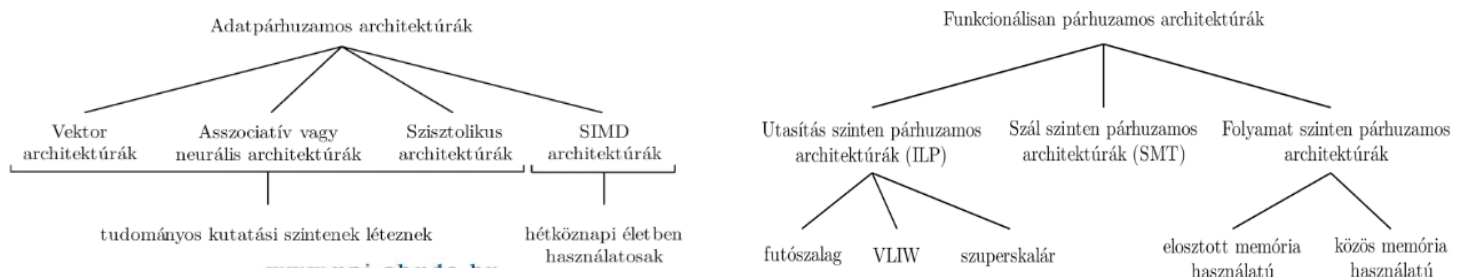 Adatpárhuzamos architektúrák
Vektor
architektúrák
Asszociatív vagy
neurális architektúrák
Szisztolikus
architektúrák
SIMD
architektúrák
tudományos kutatási szintenek léteznek
hétköznapi életben
használatosak
Funkcionálisan párhuzamos architektúrák
Utasítás szinten párhuzamos
architektúrák (ILP)
Szál szinten párhuzamos
architektúrák (SMT)
Folyamat szinten párhuzamos
architektúrák
futószalag
VLIW
szuperskalár
elosztott memória
használatú
közös memória
használatú